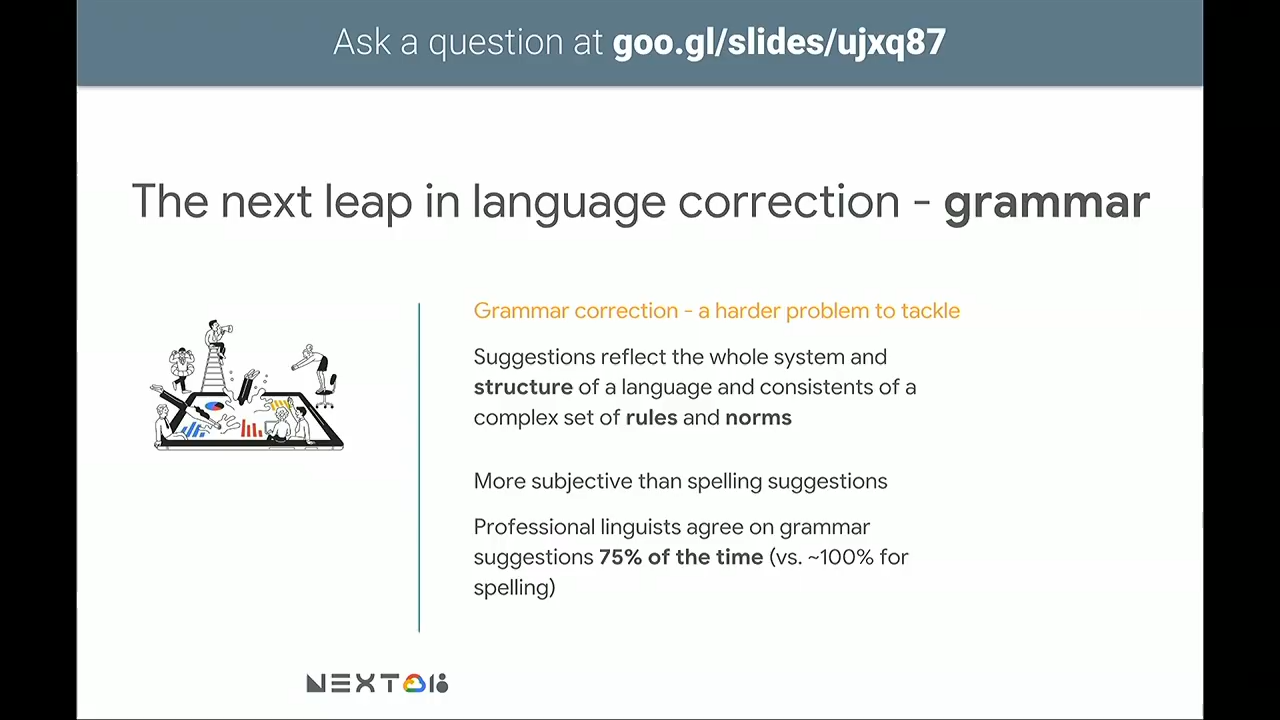 Ask a question at goo.gl/slides/ujxq87
The next leap in language correction - grammar
Grammar correction - a harder problem to tackle
Suggestions reflect the whole system and
structure of a language and consistents of a
complex set of rules and norms
More subjective than spelling suggestions
Professional linguists agree on grammar
suggestions 75% of the time (vs. ~100% for
spelling)
NEXT 18